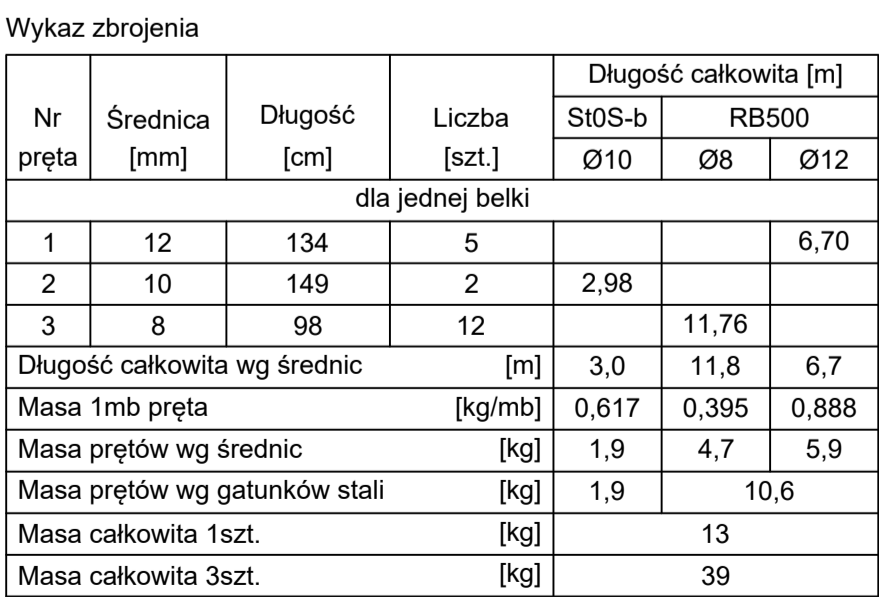 Wykaz zbrojenia
Nr pręta Średnica [mm] Długość [cm] Liczba [szt.] Długość całkowita [m]
St0S-b RB500
Ø10 Ø8 Ø12
dla jednej belki
1 12 134 5 6,70
2 10 149 2 2,98
3 8 98 12 11,76
Długość całkowita wg średnic [m] 3,0 11,8 6,7
Masa 1mb pręta [kg/mb] 0,617 0,395 0,888
Masa prętów wg średnic [kg] 1,9 4,7 5,9
Masa prętów wg gatunków stali [kg] 1,9 10,6
Masa całkowita 1szt. [kg] 13
Masa całkowita 3szt. [kg] 39